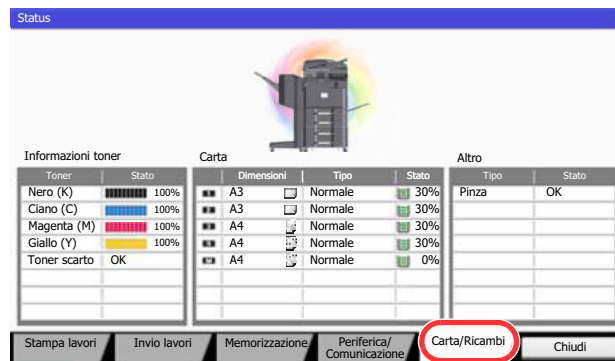 Status
Informazioni toner
Toner Stato
Nero (K) 100%
Ciano (C) 100%
Magenta (M) 100%
Giallo (Y) 100%
Toner scarto OK
Carta
Dimensioni Tipo Stato
A3 Normale 30%
A3 Normale 30%
A4 Normale 30%
A4 Normale 30%
A4 Normale 0%
Altro
Tipo Stato
Pinza OK
Stampa lavori Invio lavori Memorizzazione Periferica/
Comunicazione Carta/Ricambi Chiudi